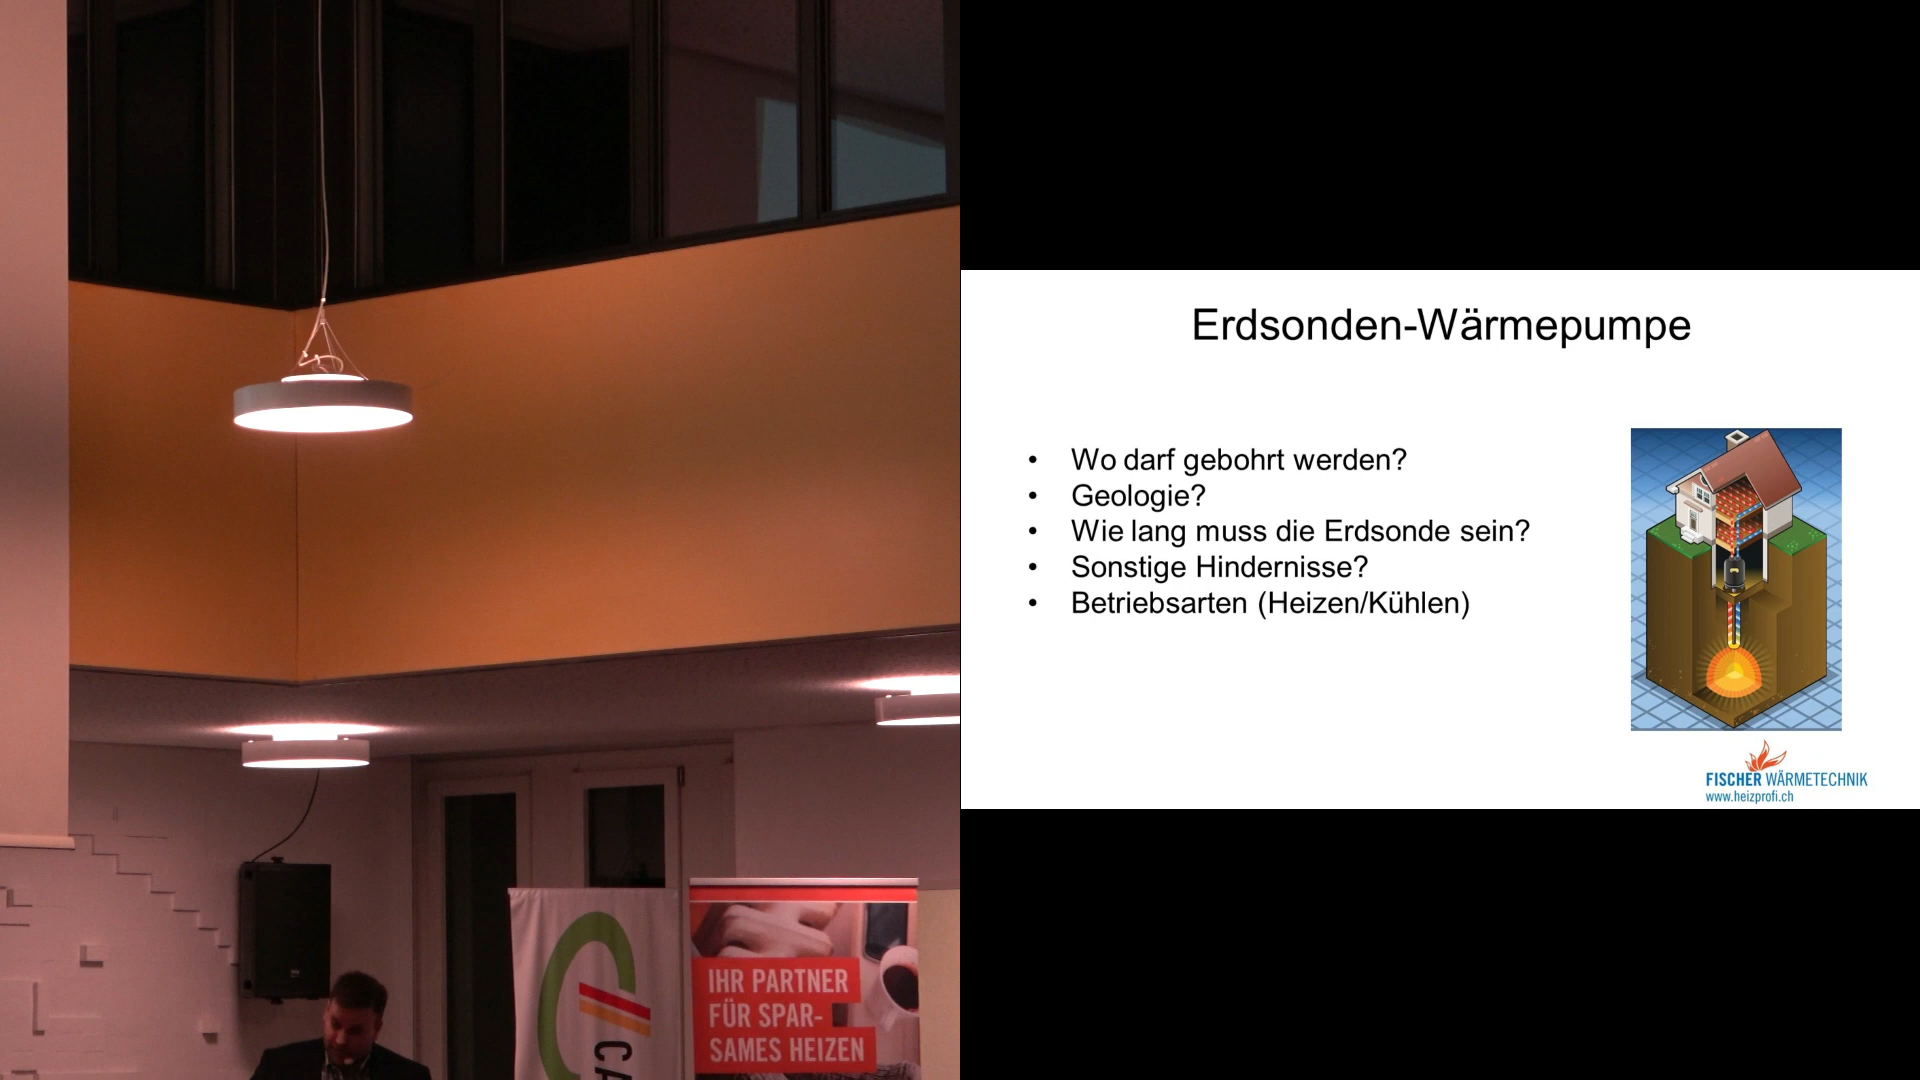 Erdsonden-Wärmepumpe
• Wo darf gebohrt werden?
• Geologie?
• Wie lang muss die Erdsonde sein?
• Sonstige Hindernisse?
• Betriebsarten (Heizen/Kühlen)
FISCHER WÄRMETECHNIK
www.heizprofi.ch
IHR PARTNER
FÜR SPAR-
SAMES HEIZEN